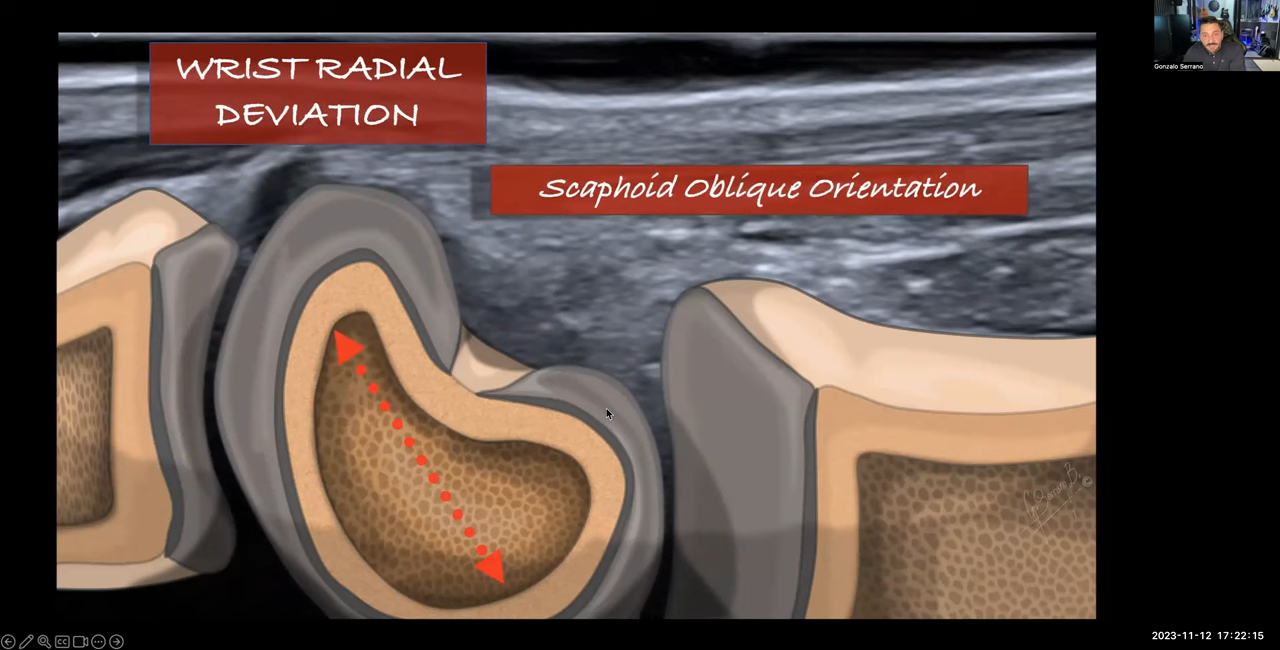 WRIST RADIAL
DEVIATION
Scaphoid Oblique Orientation
Gonzalo Serrano
2023-11-12 17:22:15